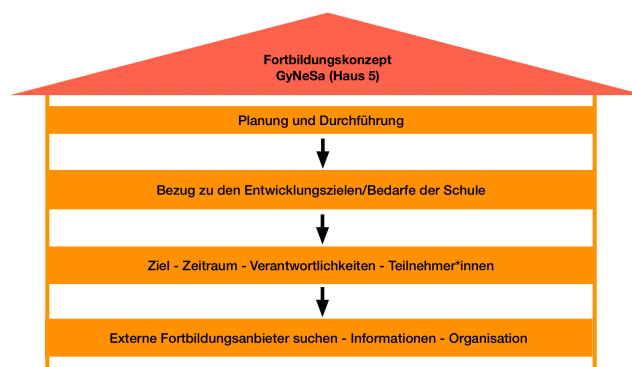 Fortbildungskonzept
GyNeSa (Haus 5)
Planung und Durchführung
Bezug zu den Entwicklungszielen/Bedarfe der Schule
Ziel - Zeitraum - Verantwortlichkeiten - Teilnehmer*innen
Externe Fortbildungsanbieter suchen - Informationen - Organisation